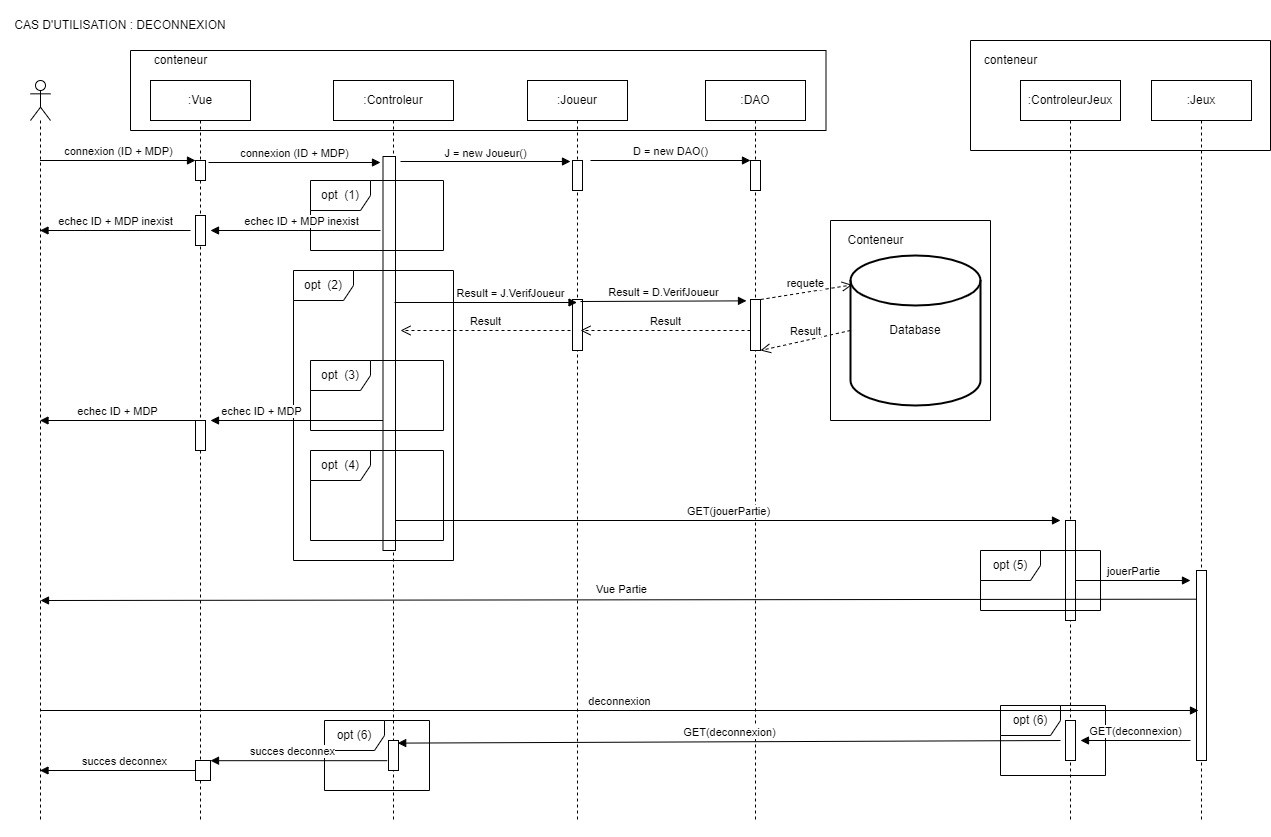 CAS D'UTILISATION : DECONNEXION
conteneur
conteneur
:Vue
:Controleur
:Joueur
:DAO
:ControleurJeux
:Jeux
connexion (ID + MDP)
connexion (ID + MDP)
J = new Joueur()
D = new DAO()
opt (1)
echec ID + MDP inexist
echec ID + MDP inexist
Conteneur
opt (2)
Result = J.VerifJoueur
Result = D.VerifJoueur
requete
Result
Result
Result
Database
opt (3)
echec ID + MDP
echec ID + MDP
opt (4)
GET(jouerPartie)
opt (5)
jouerPartie
Vue Partie
deconnexion
opt (6)
GET(deconnexion)
opt (6)
GET(deconnexion)
succes deconnex
succes deconnex